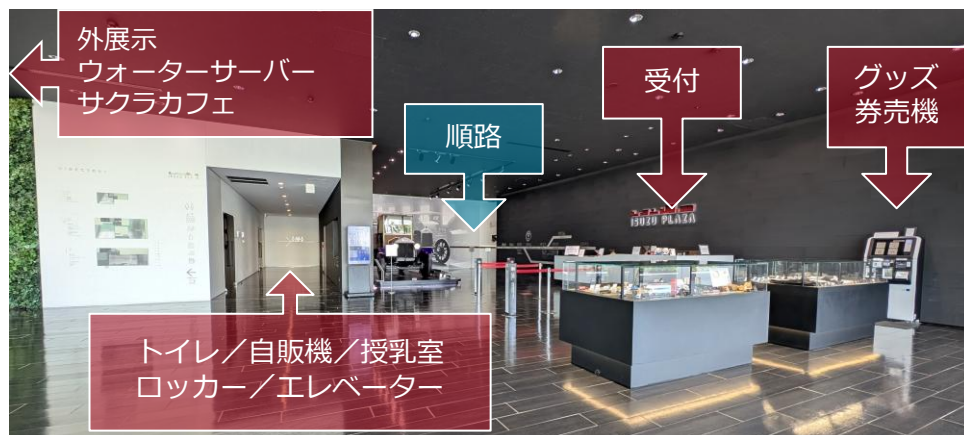 外展示
ウォーターサーバー
サクラカフェ
順路
受付
グッズ
券売機
ISUZU PLAZA
トイレ／自販機／授乳室
ロッカー／エレベーター